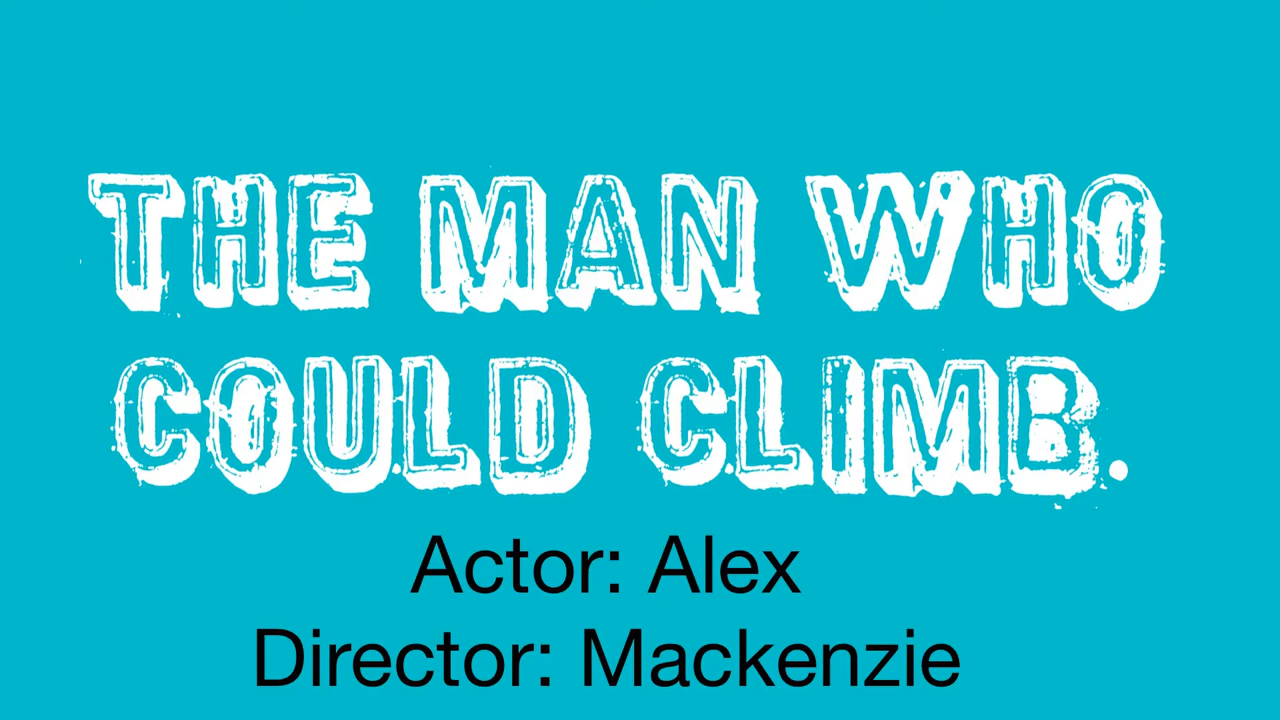 THE MAN WHO
COULD CLIMB.
Actor: Alex
Director: Mackenzie